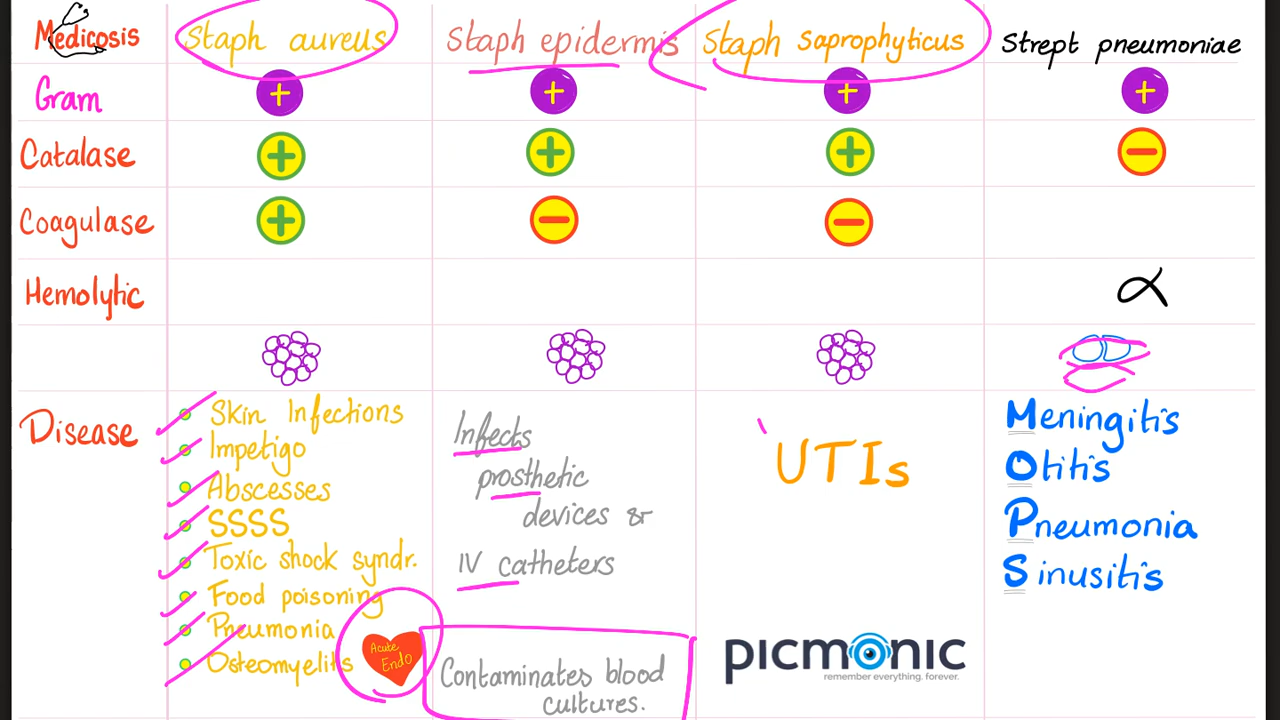 Medicosis
Staph aureus
Staph epidermis
Staph saprophyticus
Strept pneumoniae
Gram
+
+
+
+
Catalase
+
+
+
−
Coagulase
+
−
−
Hemolytic
α
Disease
Skin Infections
Impetigo
Abscesses
SSSS
Toxic shock syndr.
Food poisoning
Pneumonia
Osteomyelits
Acute
Endo
Infects
prosthetic
devices &
IV catheters
Contaminates blood
cultures.
UTIs
Meningitis
Otitis
Pneumonia
Sinusitis
picmonic
remember everything. forever.